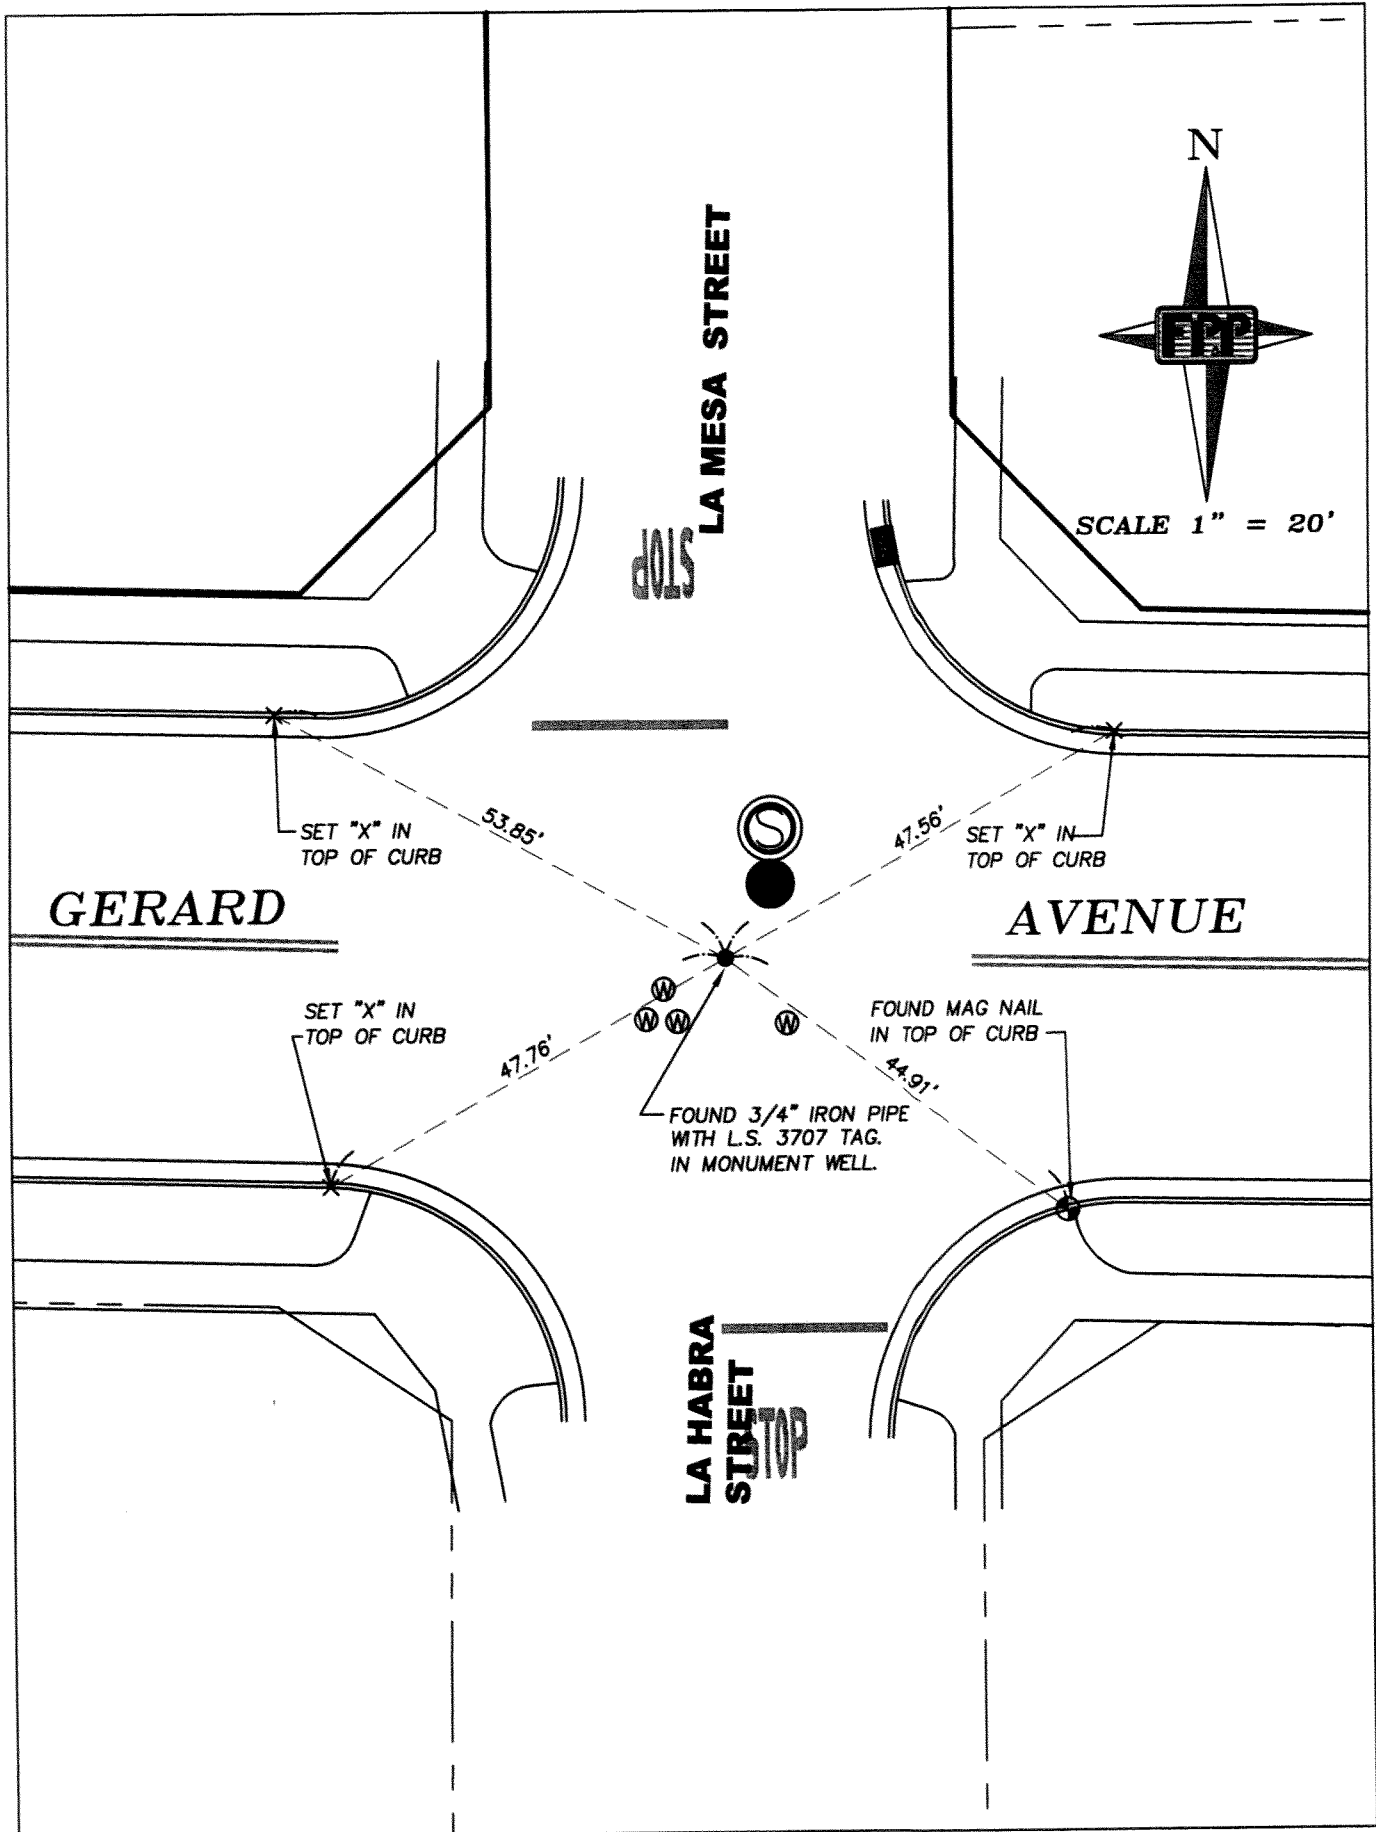 N
LA MESA STREET
FPP
SCALE 1" = 20'
STOP
SET "X" IN
TOP OF CURB
53.85'
S
47.56'
SET "X" IN
TOP OF CURB
GERARD
AVENUE
SET "X" IN
TOP OF CURB
W
W
W
W
FOUND MAG NAIL
IN TOP OF CURB
47.76'
44.91'
FOUND 3/4" IRON PIPE
WITH L.S. 3707 TAG.
IN MONUMENT WELL.
LA HABRA
STREET
STOP